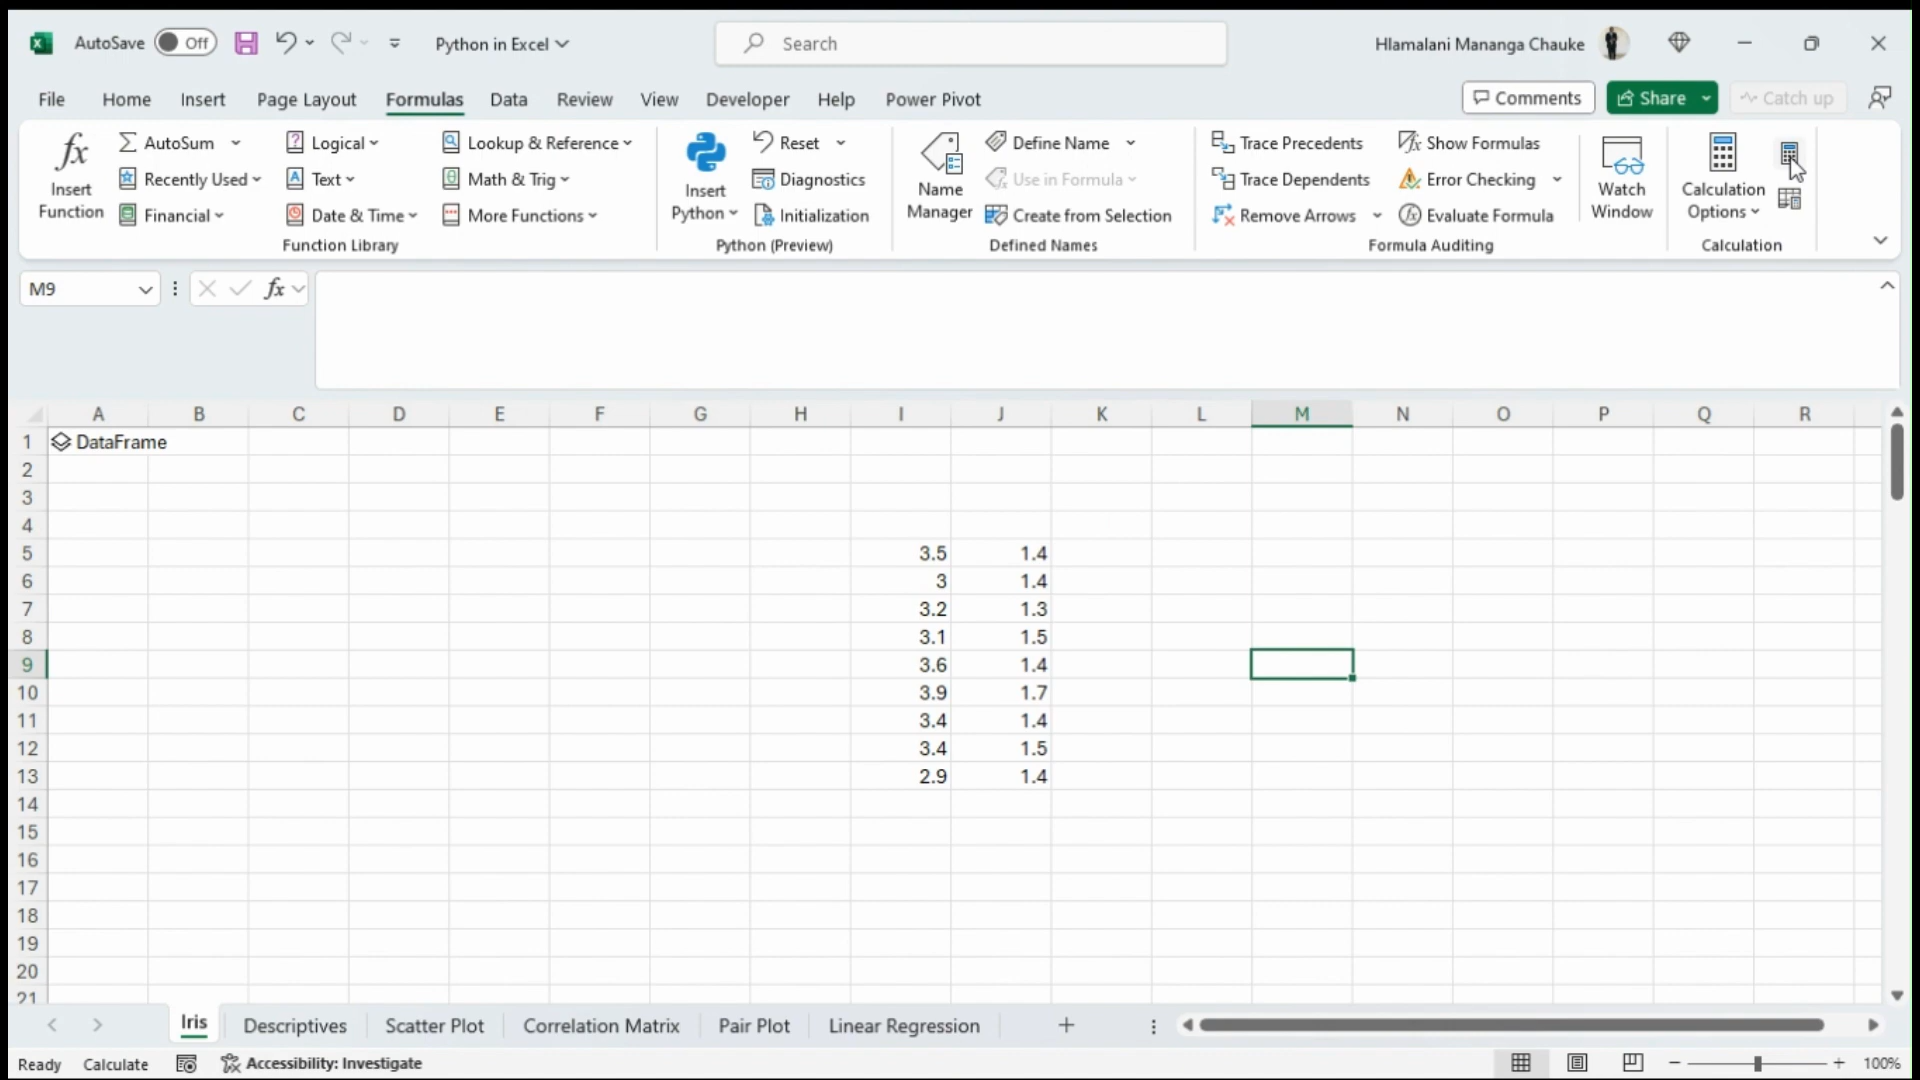 AutoSave Off Python in Excel Search Hlamalani Mananga Chauke
File Home Insert Page Layout Formulas Data Review View Developer Help Power Pivot Comments Share Catch up
Insert Function
AutoSum
Recently Used
Financial
Logical
Text
Date & Time
Lookup & Reference
Math & Trig
More Functions
Function Library
Insert Python
Reset
Diagnostics
Initialization
Python (Preview)
Name Manager
Define Name
Use in Formula
Create from Selection
Defined Names
Trace Precedents
Trace Dependents
Remove Arrows
Show Formulas
Error Checking
Evaluate Formula
Formula Auditing
Watch Window
Calculation Options
Calculation
M9 fx
A B C D E F G H I J K L M N O P Q R
1 DataFrame
2
3
4
5 3.5 1.4
6 3 1.4
7 3.2 1.3
8 3.1 1.5
9 3.6 1.4
10 3.9 1.7
11 3.4 1.4
12 3.4 1.5
13 2.9 1.4
14
15
16
17
18
19
20
21
Iris Descriptives Scatter Plot Correlation Matrix Pair Plot Linear Regression
Ready Calculate Accessibility: Investigate 100%